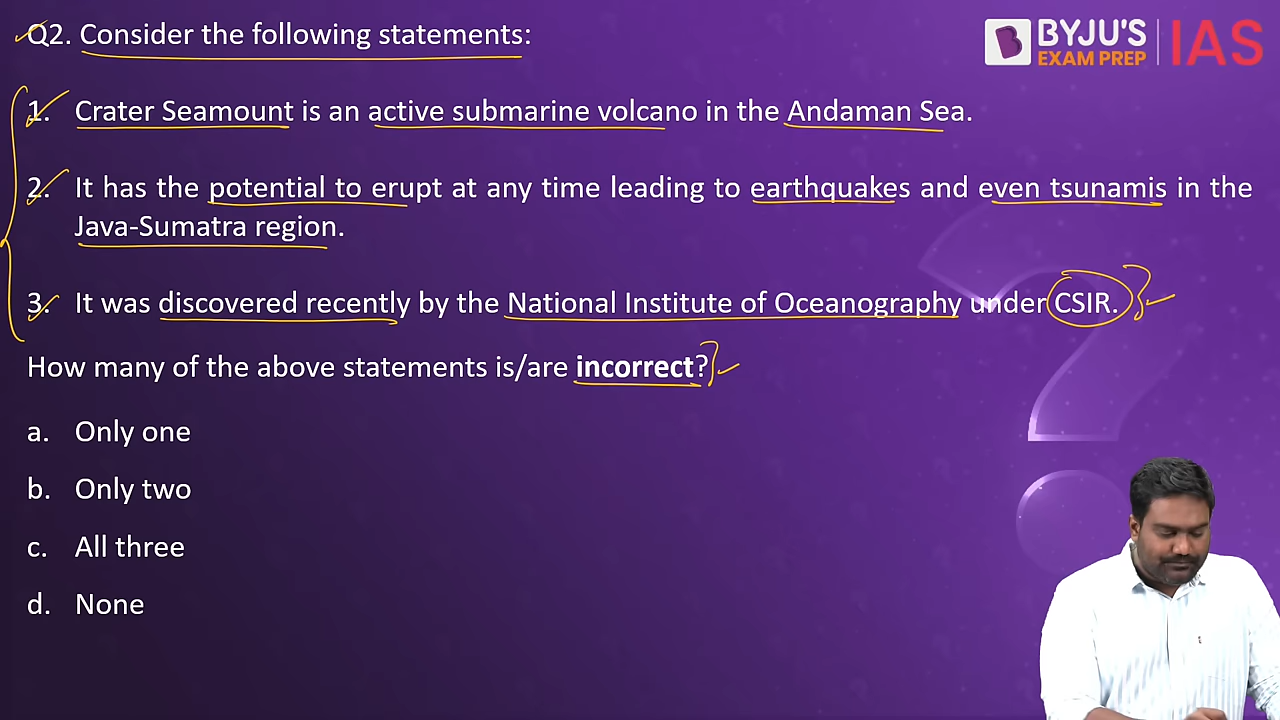 Q2. Consider the following statements:
BYJU'S
EXAM PREP
IAS
1. Crater Seamount is an active submarine volcano in the Andaman Sea.
2. It has the potential to erupt at any time leading to earthquakes and even tsunamis in the
Java-Sumatra region.
3. It was discovered recently by the National Institute of Oceanography under CSIR.
How many of the above statements is/are incorrect?
a. Only one
b. Only two
c. All three
d. None